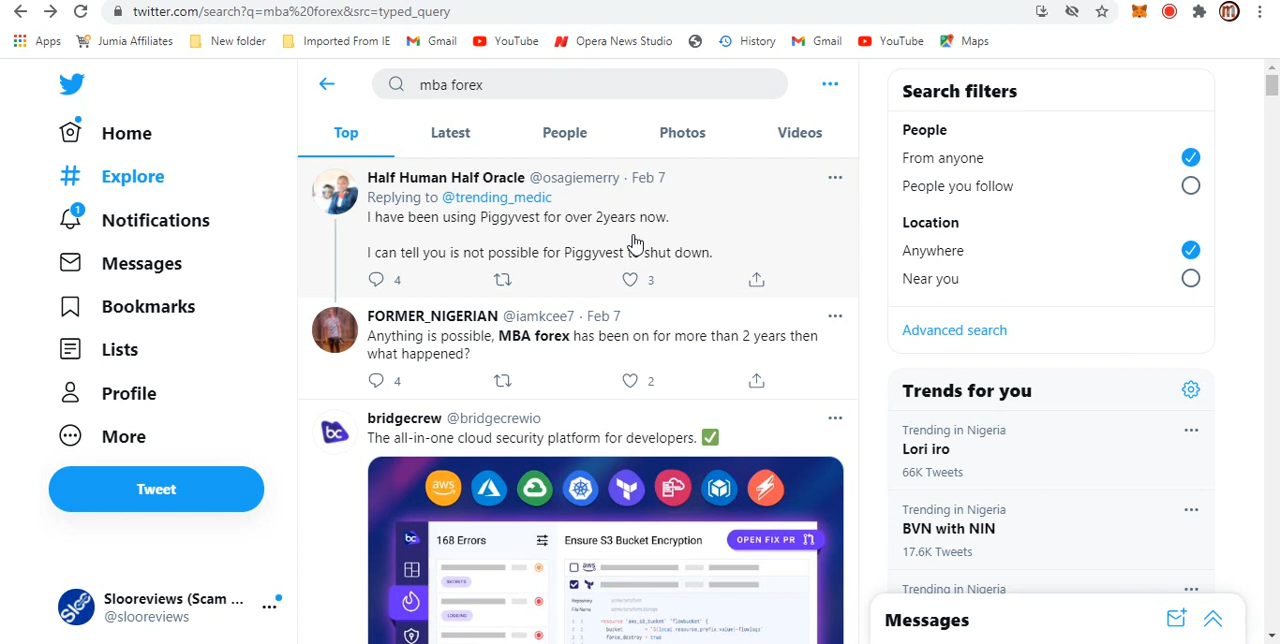 twitter.com/search?q=mba%20forex&src=typed_query
Apps
Jumia Affiliates
New folder
Imported From IE
Gmail
YouTube
Opera News Studio
History
Gmail
YouTube
Maps
Home
Explore
1
Notifications
Messages
Bookmarks
Lists
Profile
More
Tweet
Slooreviews (Scam ...
@slooreviews
mba forex
Top
Latest
People
Photos
Videos
Half Human Half Oracle @osagiemerry · Feb 7
Replying to @trending_medic
I have been using Piggyvest for over 2years now.
I can tell you is not possible for Piggyvest to shut down.
4
3
FORMER_NIGERIAN @iamkcee7 · Feb 7
Anything is possible, MBA forex has been on for more than 2 years then
what happened?
4
2
bridgecrew @bridgecrewio
The all-in-one cloud security platform for developers. ✅
bc
aws
bc
168 Errors
Ensure S3 Bucket Encryption
OPEN FIX PR
aws
Search filters
People
From anyone
People you follow
Location
Anywhere
Near you
Advanced search
Trends for you
Trending in Nigeria
Lori iro
66K Tweets
Trending in Nigeria
BVN with NIN
17.6K Tweets
Trending in Nigeria
Messages